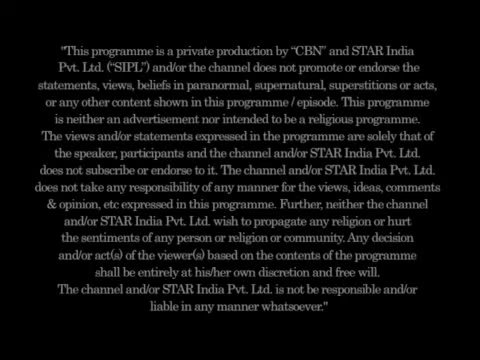 "This programme is a private production by “CBN” and STAR India
Pvt. Ltd. (“SIPL”) and/or the channel does not promote or endorse the
statements, views, beliefs in paranormal, supernatural, superstitions or acts,
or any other content shown in this programme / episode. This programme
is neither an advertisement nor intended to be a religious programme.
The views and/or statements expressed in the programme are solely that of
the speaker, participants and the channel and/or STAR India Pvt. Ltd.
does not subscribe or endorse to it. The channel and/or STAR India Pvt. Ltd.
does not take any responsibility of any manner for the views, ideas, comments
& opinion, etc expressed in this programme. Further, neither the channel
and/or STAR India Pvt. Ltd. wish to propagate any religion or hurt
the sentiments of any person or religion or community. Any decision
and/or act(s) of the viewer(s) based on the contents of the programme
shall be entirely at his/her own discretion and free will.
The channel and/or STAR India Pvt. Ltd. is not be responsible and/or
liable in any manner whatsoever."